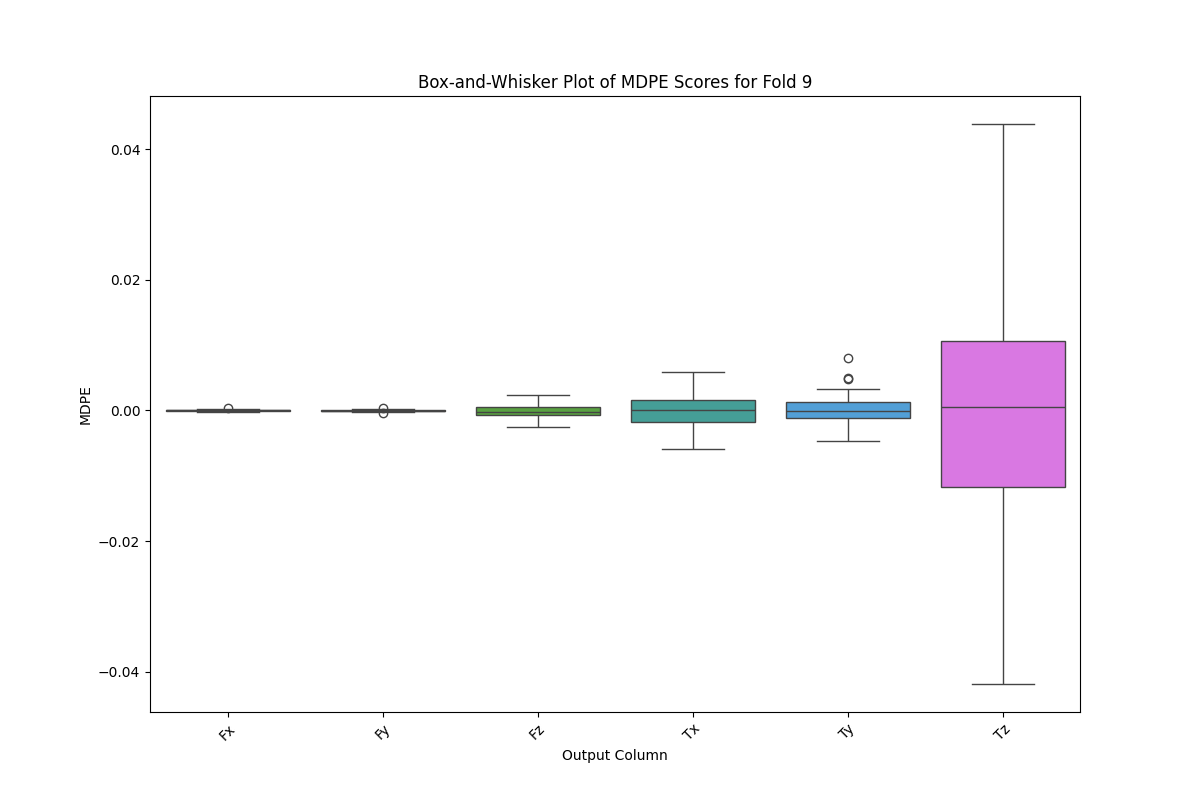 Box-and-Whisker Plot of MDPE Scores for Fold 9
0.04
0.02
0.00
−0.02
−0.04
MDPE
Fx
Fy
Fz
Tx
Ty
Tz
Output Column